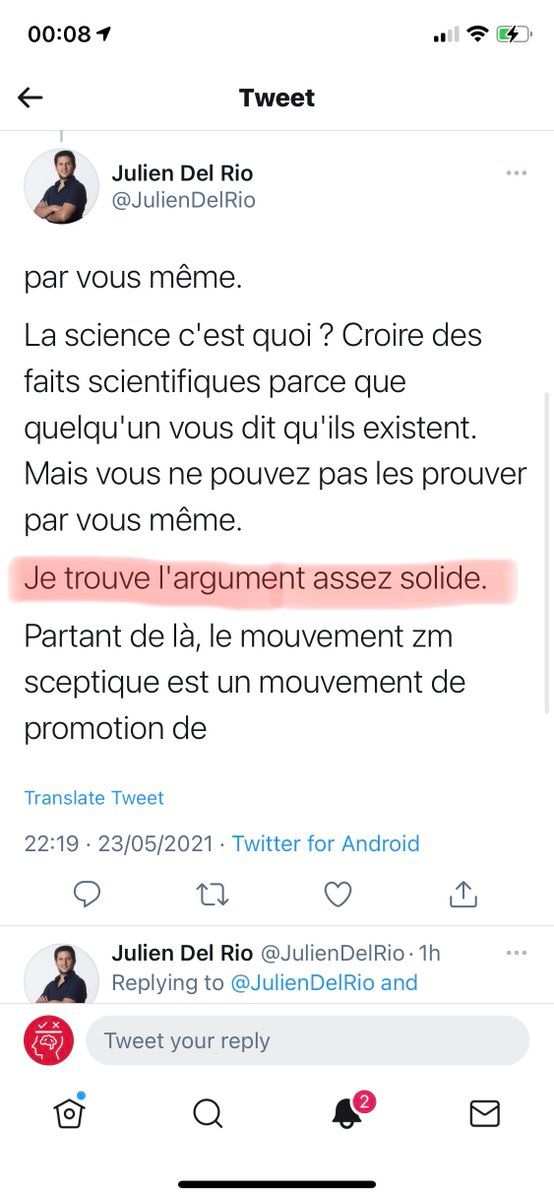 00:08
Tweet
Julien Del Rio
@JulienDelRio
par vous même.
La science c'est quoi ? Croire des
faits scientifiques parce que
quelqu'un vous dit qu'ils existent.
Mais vous ne pouvez pas les prouver
par vous même.
Je trouve l'argument assez solide.
Partant de là, le mouvement zm
sceptique est un mouvement de
promotion de
Translate Tweet
22:19 · 23/05/2021 · Twitter for Android
Julien Del Rio @JulienDelRio · 1h
Replying to @JulienDelRio and
Tweet your reply
2